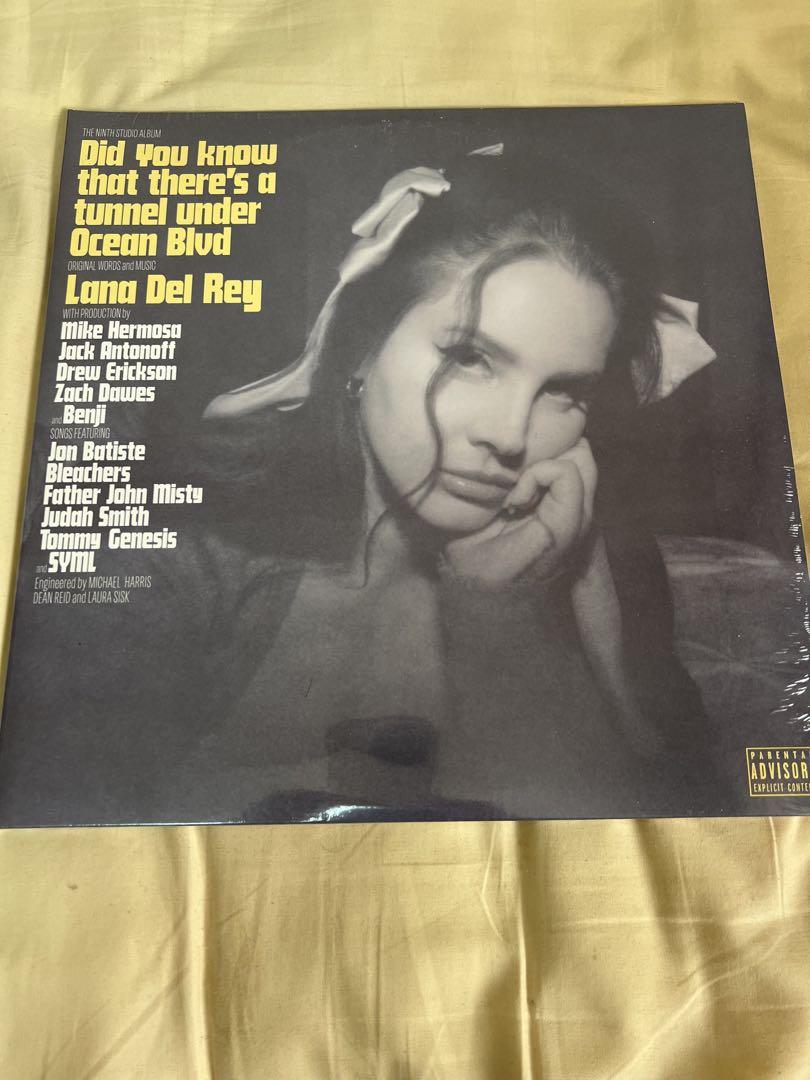 THE NINTH STUDIO ALBUM
Did you know
that there's a
tunnel under
Ocean Blvd
ORIGINAL WORDS and MUSIC
Lana Del Rey
WITH PRODUCTION by
Mike Hermosa
Jack Antonoff
Drew Erickson
Zach Dawes
and Benji
SONGS FEATURING
Jon Batiste
Bleachers
Father John Misty
Judah Smith
Tommy Genesis
and SYML
Engineered by MICHAEL HARRIS
DEAN REID and LAURA SISK
PARENTA
ADVISOR
EXPLICIT CONTE